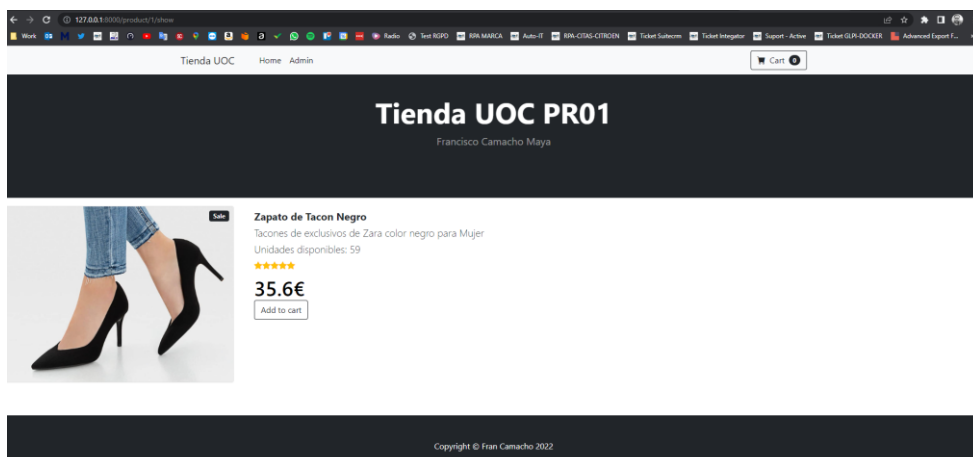 127.0.0.1:8000/product/1/show
Work
Radio Test RGPD RPA MARCA Auto-IT RPA-CITAS-CITROEN Ticket Suitecrm Ticket Integator Suport - Active Ticket GLPI-DOCKER Advanced Export F...
Tienda UOC Home Admin Cart 0
Tienda UOC PR01
Francisco Camacho Maya
Sale
Zapato de Tacon Negro
Tacones de exclusivos de Zara color negro para Mujer
Unidades disponibles: 59
35.6€
Add to cart
Copyright © Fran Camacho 2022